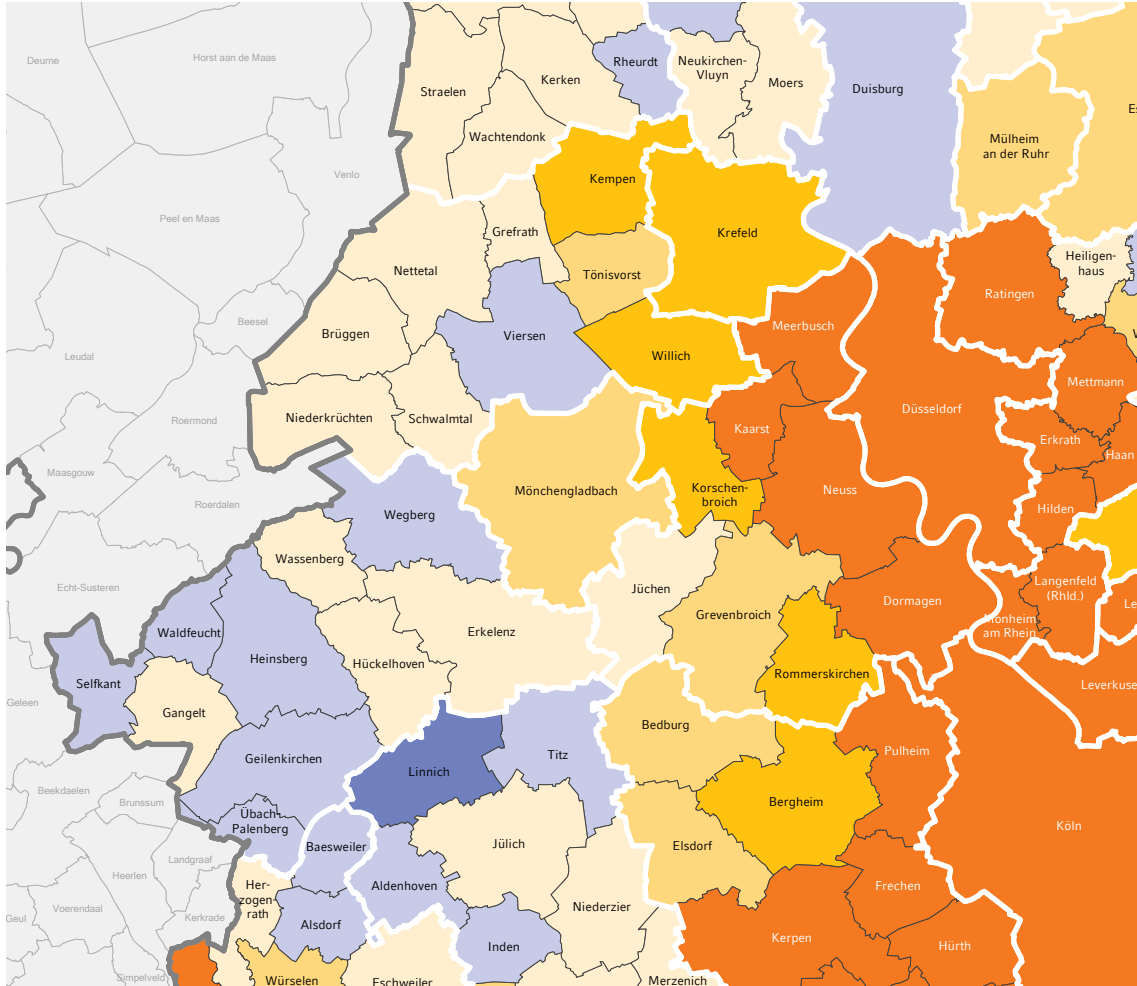 Deurne
Horst aan de Maas
Rheurdt
Neukirchen-
Vluyn
Kerken
Moers
Duisburg
Straelen
Wachtendonk
Mülheim
an der Ruhr
Es
Venlo
Kempen
Peel en Maas
Grefrath
Krefeld
Nettetal
Tönisvorst
Heiligen-
haus
Ratingen
Beesel
Meerbusch
Brüggen
Viersen
W
Leudal
Willich
Mettmann
Niederkrüchten
Schwalmtal
Roermond
Düsseldorf
Kaarst
Erkrath
Haan
Maasgouw
Mönchengladbach
Korschen-
broich
Neuss
Roerdalen
Wegberg
Hilden
Wassenberg
Echt-Susteren
Jüchen
Langenfeld
(Rhld.)
Dormagen
Le
Grevenbroich
Monheim
am Rhein
Waldfeucht
Erkelenz
Heinsberg
Hückelhoven
Rommerskirchen
Selfkant
Leverkuse
Geleen
Gangelt
Bedburg
Pulheim
Geilenkirchen
Titz
Linnich
Beekdaelen
Brunssum
Bergheim
Übach-
Palenberg
Köln
Baesweiler
Jülich
Elsdorf
Landgraaf
Heerlen
Her-
zogen-
rath
Aldenhoven
Frechen
Voerendaal
Niederzier
Geul
Kerkrade
Alsdorf
Inden
Kerpen
Hürth
Simpelveld
Würselen
Eschweiler
Merzenich